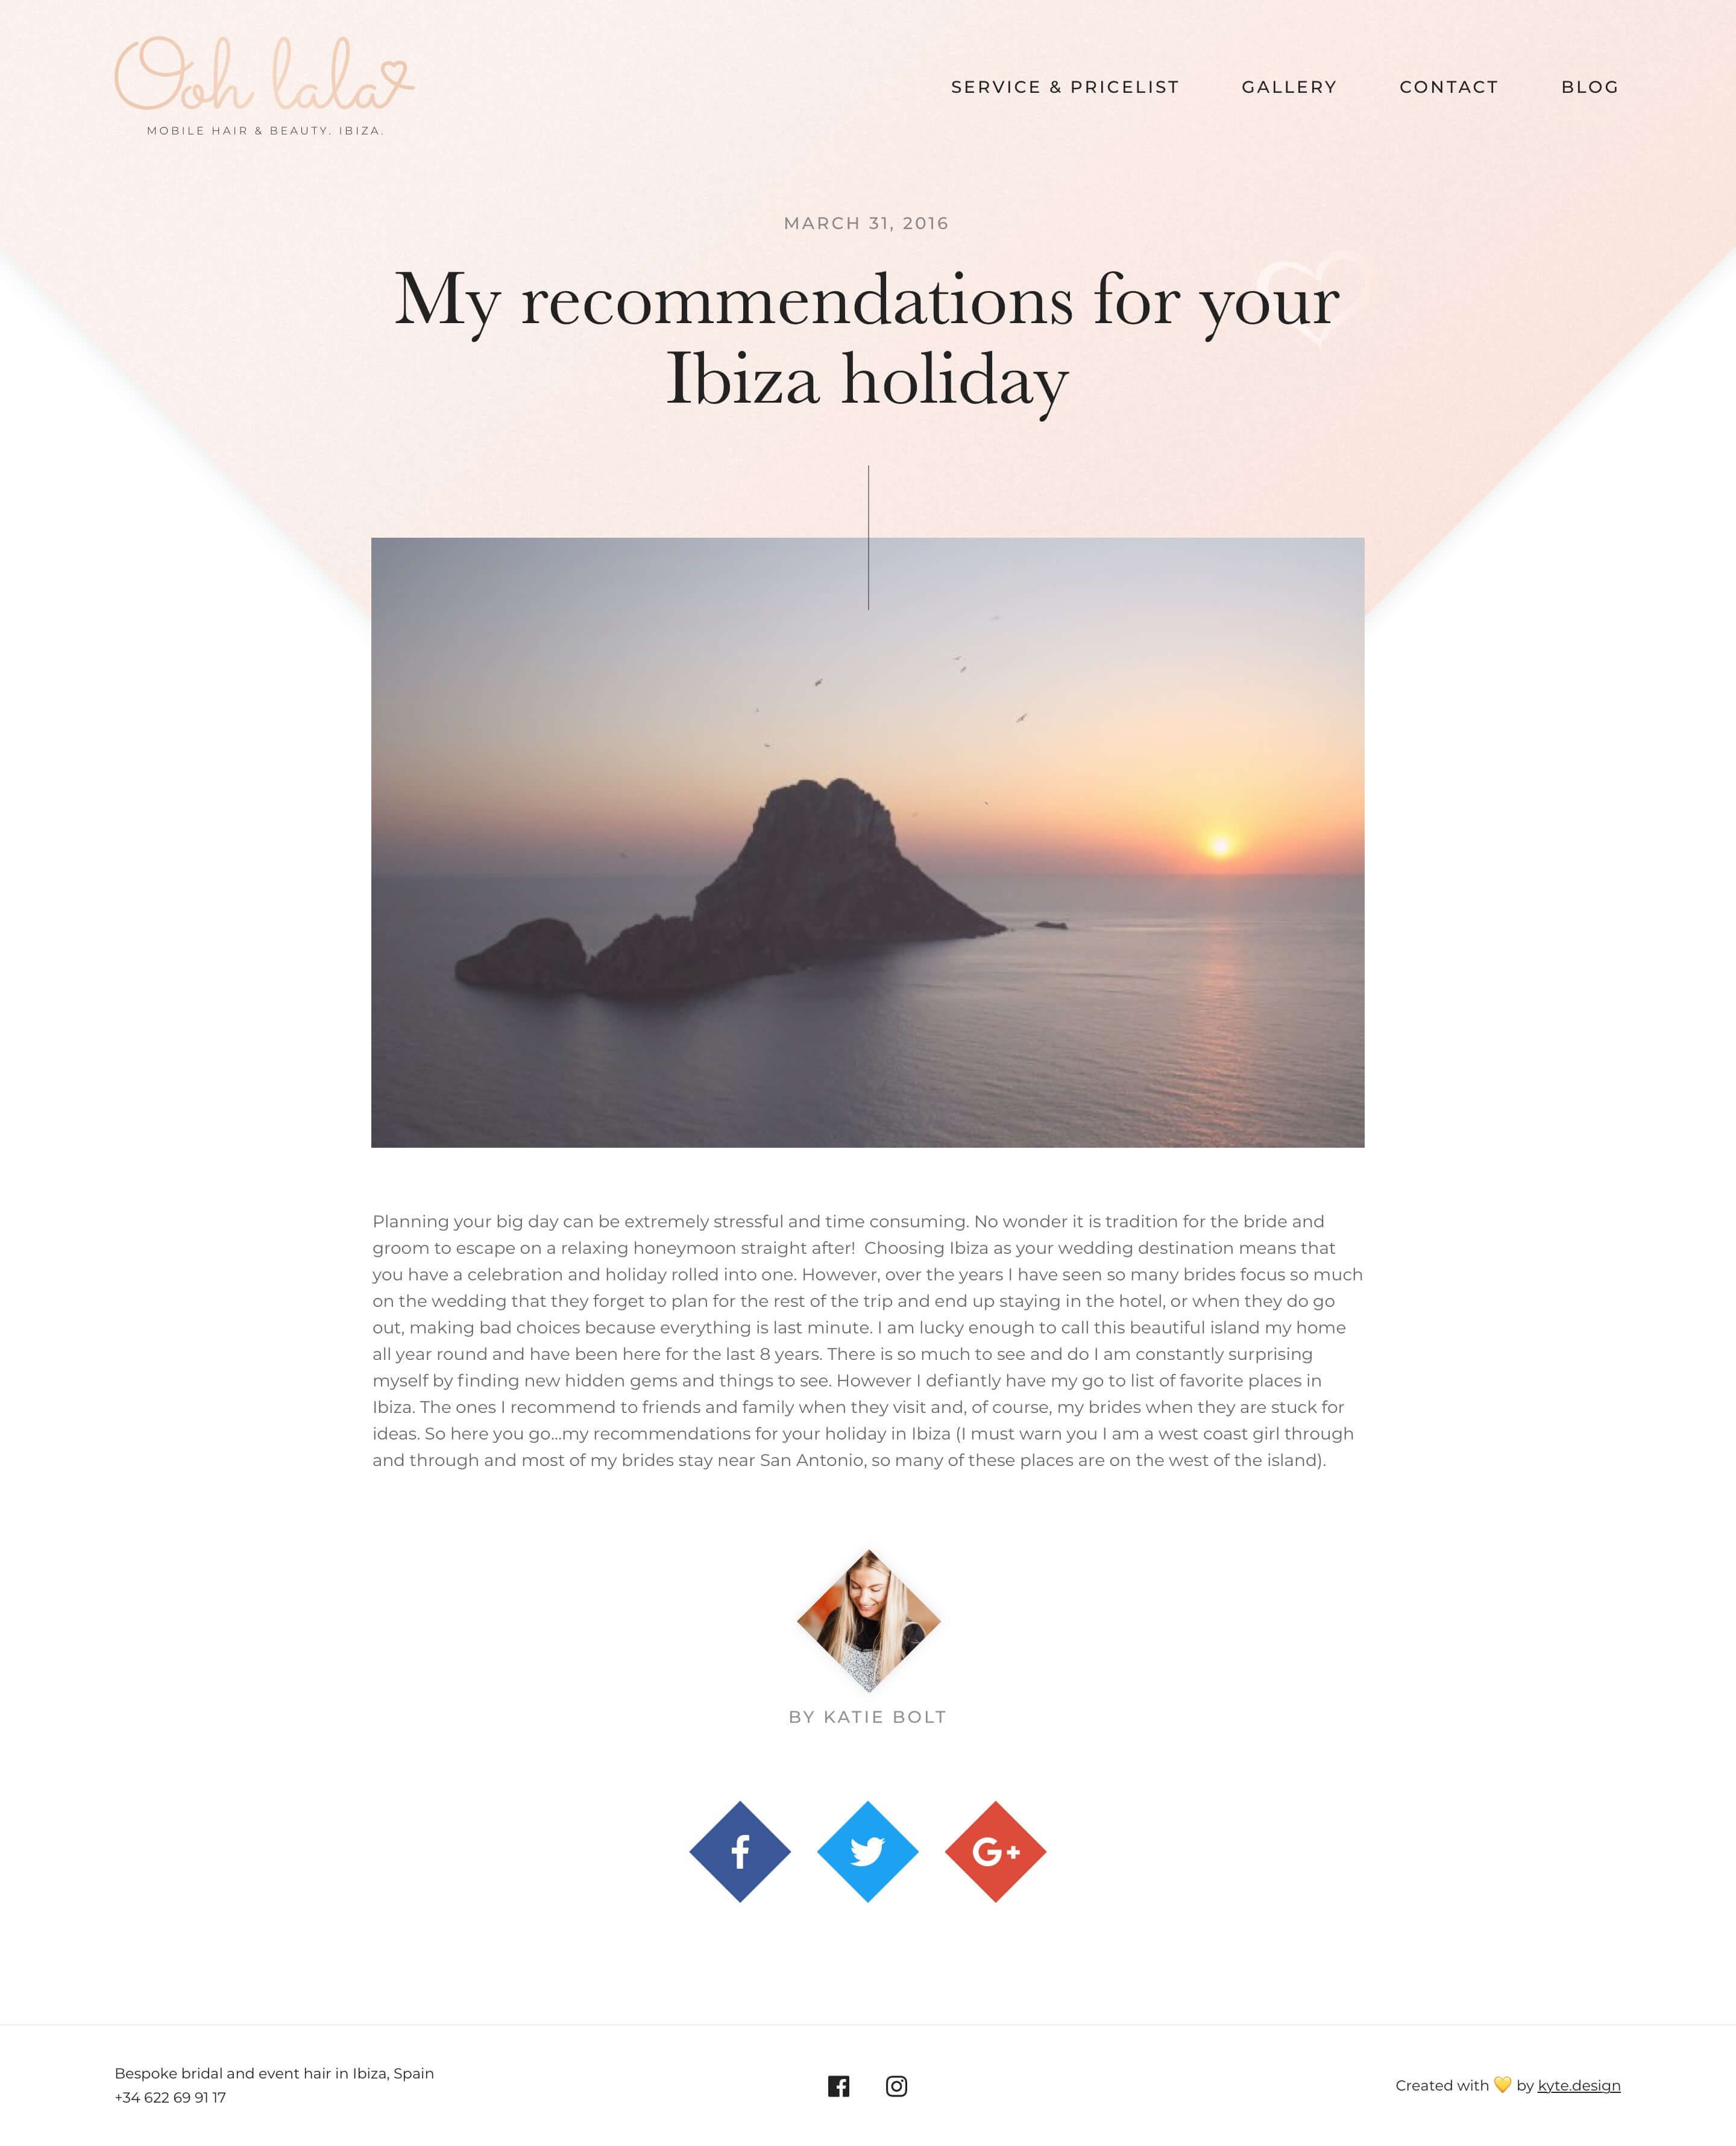 Ooh lala
MOBILE HAIR & BEAUTY. IBIZA.
SERVICE & PRICELIST
GALLERY
CONTACT
BLOG
MARCH 31, 2016
My recommendations for your
Ibiza holiday
Planning your big day can be extremely stressful and time consuming. No wonder it is tradition for the bride and
groom to escape on a relaxing honeymoon straight after!  Choosing Ibiza as your wedding destination means that
you have a celebration and holiday rolled into one. However, over the years I have seen so many brides focus so much
on the wedding that they forget to plan for the rest of the trip and end up staying in the hotel, or when they do go
out, making bad choices because everything is last minute. I am lucky enough to call this beautiful island my home
all year round and have been here for the last 8 years. There is so much to see and do I am constantly surprising
myself by finding new hidden gems and things to see. However I defiantly have my go to list of favorite places in
Ibiza. The ones I recommend to friends and family when they visit and, of course, my brides when they are stuck for
ideas. So here you go...my recommendations for your holiday in Ibiza (I must warn you I am a west coast girl through
and through and most of my brides stay near San Antonio, so many of these places are on the west of the island).
BY KATIE BOLT
G+
Bespoke bridal and event hair in Ibiza, Spain
+34 622 69 91 17
Created with 💛 by kyte.design